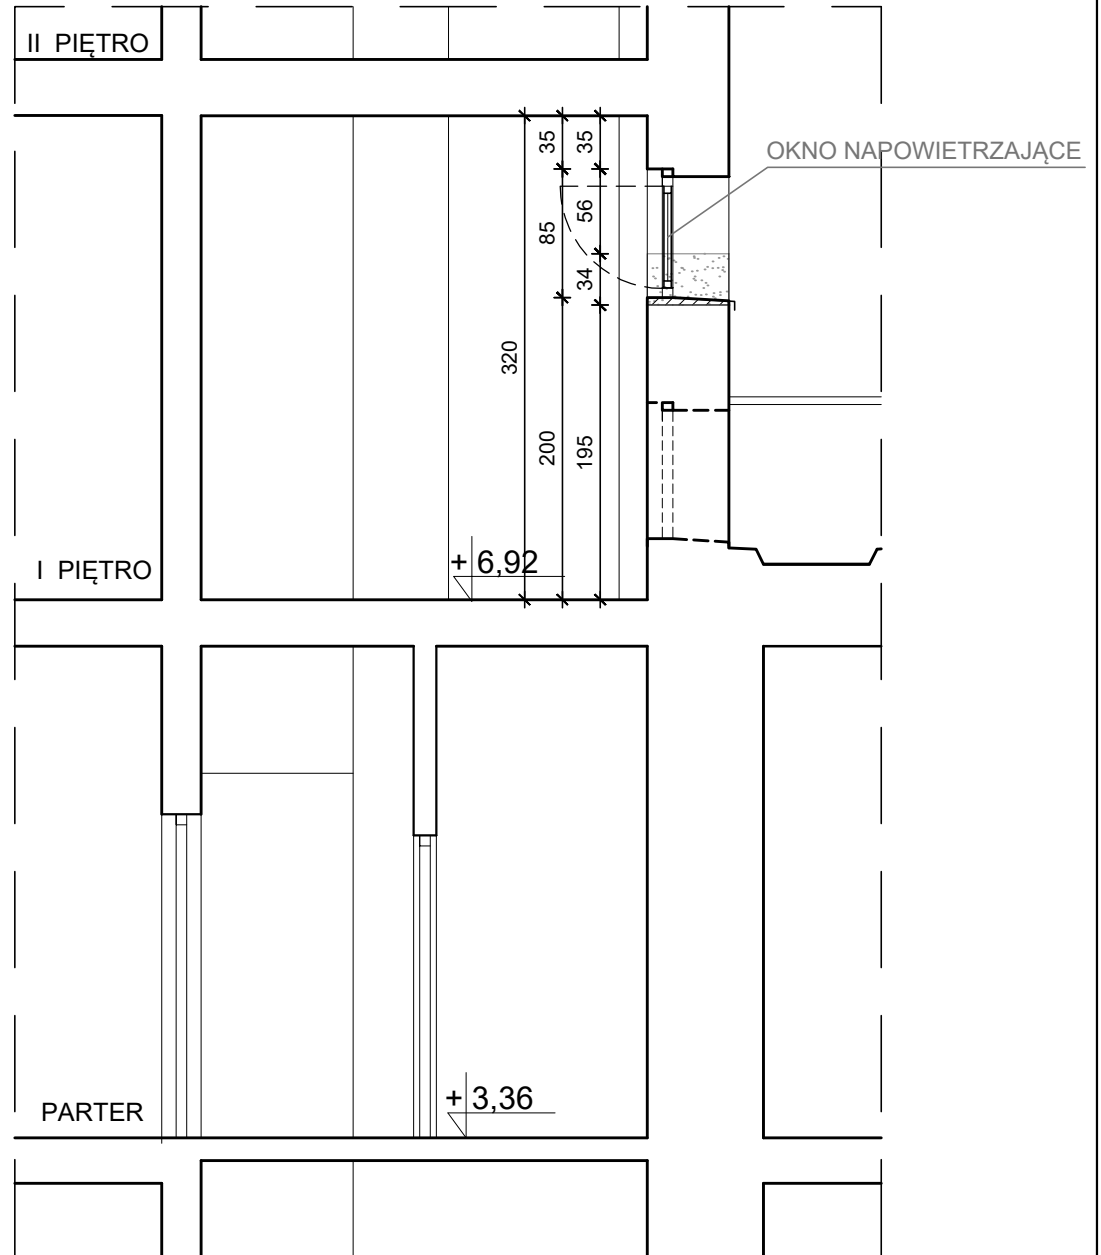 II PIĘTRO
OKNO NAPOWIETRZAJĄCE
35
35
56
85
34
320
200
195
+ 6,92
I PIĘTRO
+ 3,36
PARTER